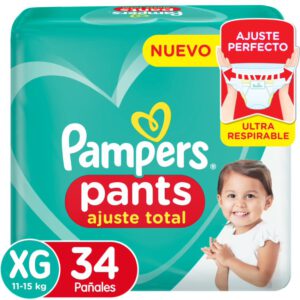 NUEVO
AJUSTE
PERFECTO
ULTRA
RESPIRABLE
Pampers
pants
ajuste total
XG
11-15 kg
34
Pañales